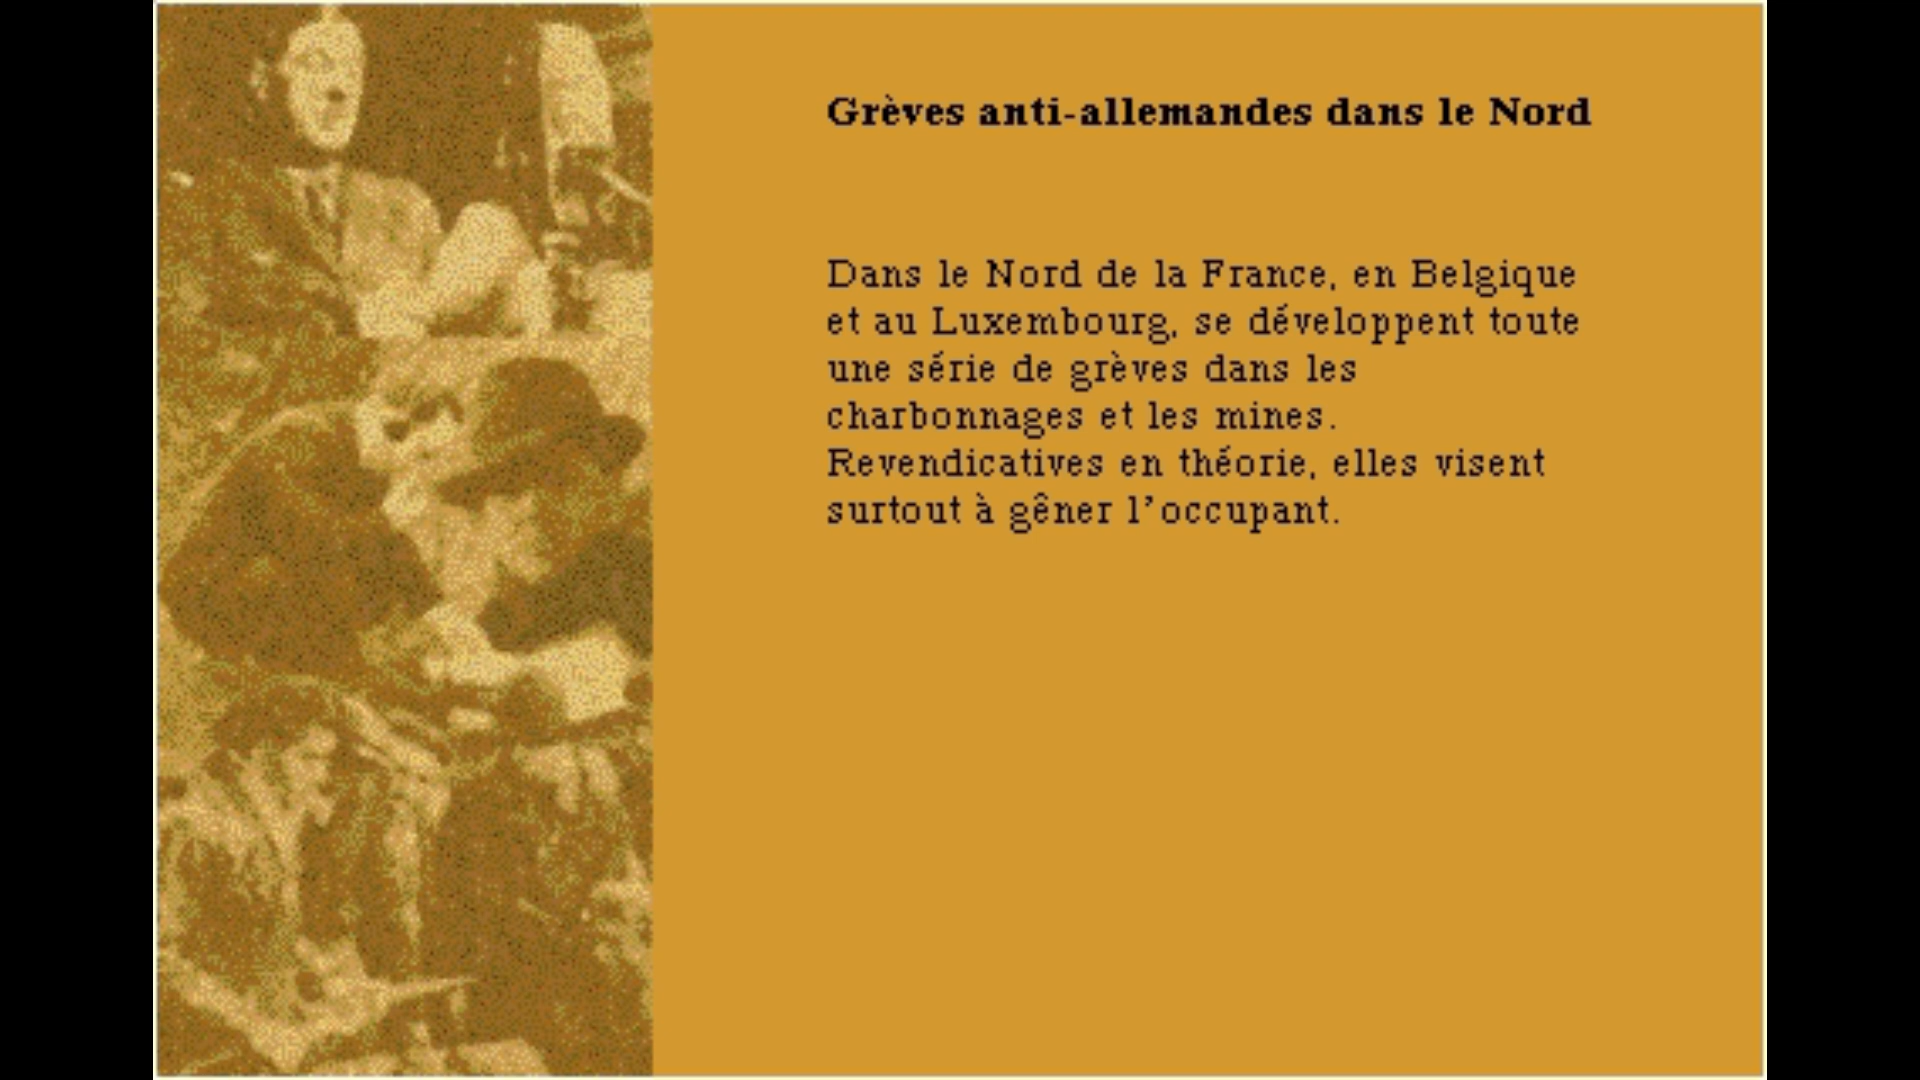 Grèves anti-allemandes dans le Nord
Dans le Nord de la France, en Belgique
et au Luxembourg, se développent toute
une série de grèves dans les
charbonnages et les mines.
Revendicatives en théorie, elles visent
surtout à gêner l’occupant.